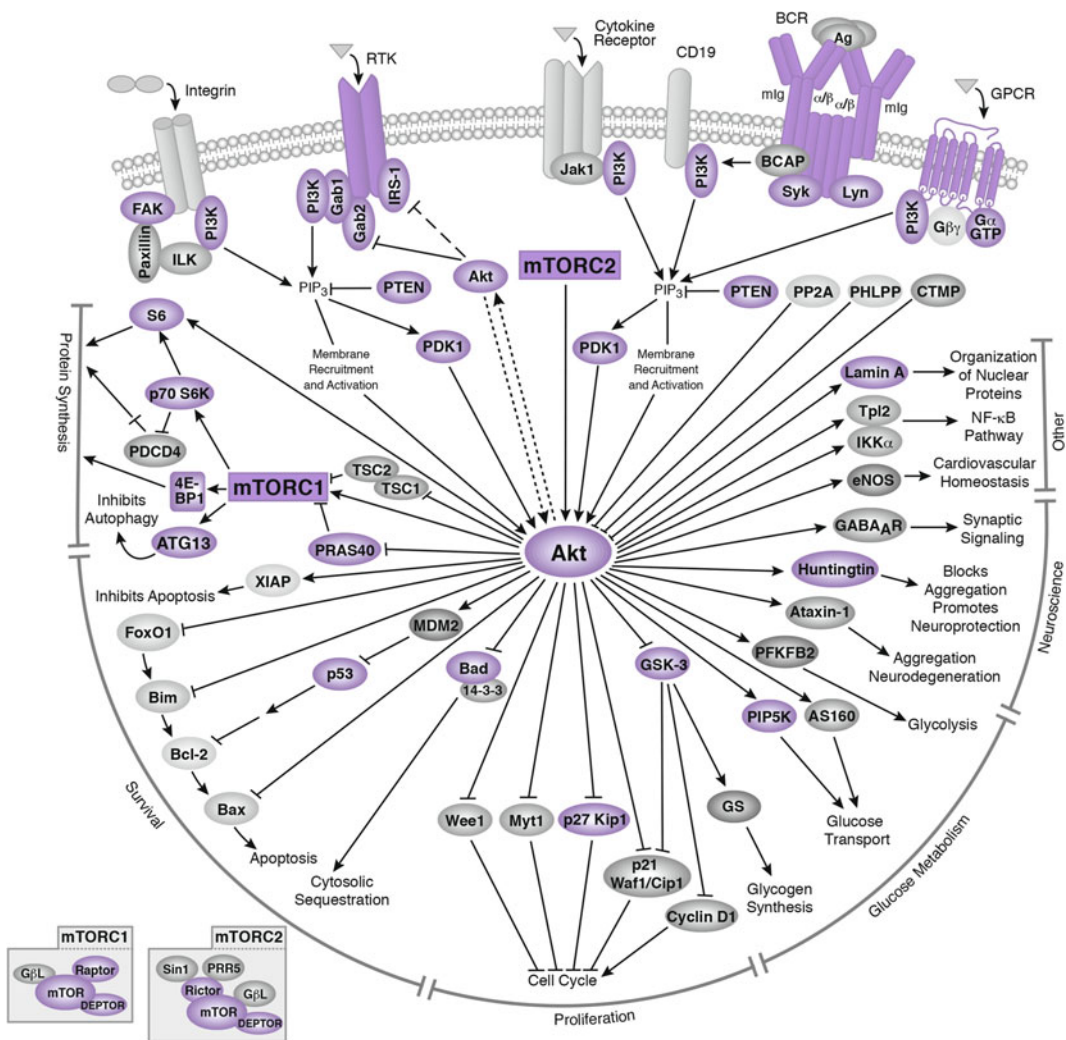 BCR
Cytokine
Receptor
Ag
CD19
RTK
mIg
α/β
α/β
mIg
GPCR
Integrin
Jak1
PI3K
PI3K
BCAP
Syk
Lyn
PI3K
Gβγ
Gα
GTP
FAK
Paxillin
ILK
PI3K
PI3K
Gab1
Gab2
IRS-1
PIP3
PTEN
Akt
mTORC2
PIP3
PTEN
PP2A
PHLPP
CTMP
PDK1
PDK1
Membrane
Recruitment
and Activation
Membrane
Recruitment
and Activation
Protein Synthesis
S6
p70 S6K
PDCD4
4E-
BP1
mTORC1
TSC2
TSC1
Inhibits
Autophagy
ATG13
PRAS40
Akt
Lamin A
Organization
of Nuclear
Proteins
Tpl2
IKKα
NF-κB
Pathway
eNOS
Cardiovascular
Homeostasis
Other
GABAAR
Synaptic
Signaling
Huntingtin
Blocks
Aggregation
Promotes
Neuroprotection
Ataxin-1
Aggregation
Neurodegeneration
Neuroscience
PFKFB2
Glycolysis
PIP5K
AS160
Glucose
Transport
Glucose Metabolism
XIAP
Inhibits Apoptosis
FoxO1
MDM2
p53
Bim
Bcl-2
Bax
Apoptosis
Survival
Bad
14-3-3
Cytosolic
Sequestration
GSK-3
GS
Glycogen
Synthesis
Wee1
Myt1
p27 Kip1
p21
Waf1/Cip1
Cyclin D1
Cell Cycle
Proliferation
mTORC1
GβL
Raptor
mTOR
DEPTOR
mTORC2
Sin1
PRR5
Rictor
GβL
mTOR
DEPTOR